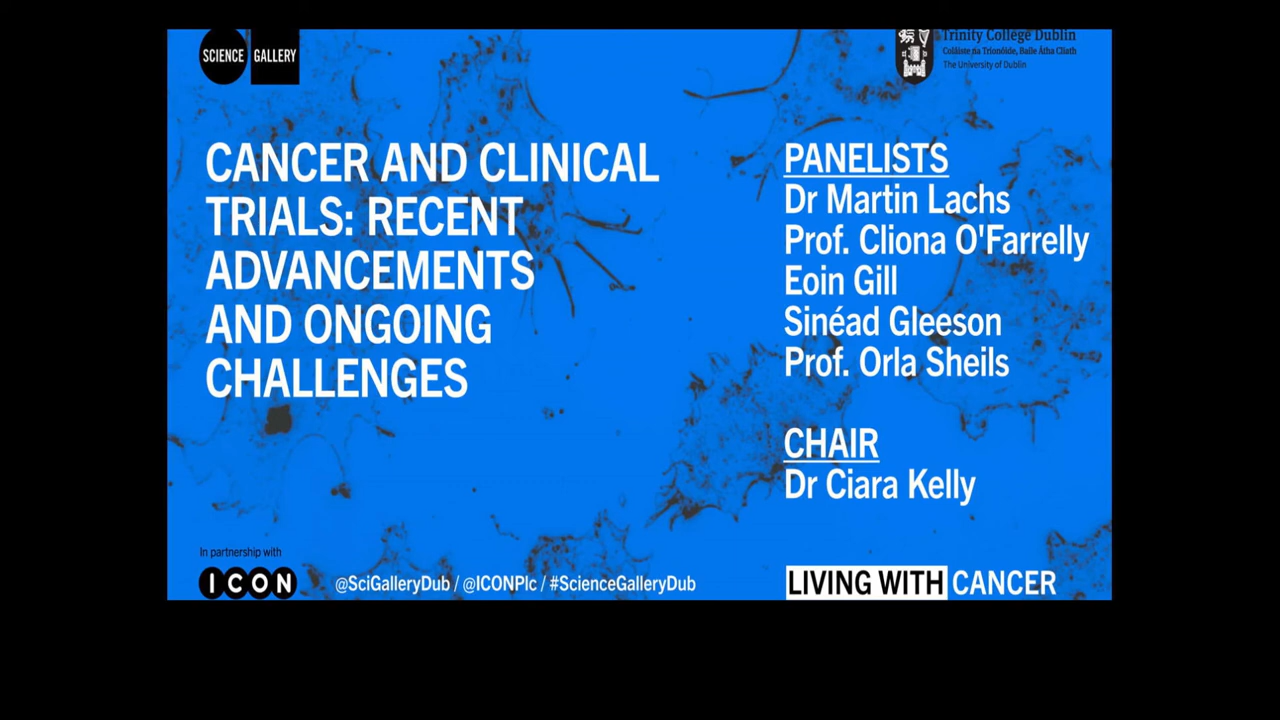 SCIENCE GALLERY
Trinity College Dublin
Coláiste na Tríonóide, Baile Átha Cliath
The University of Dublin
CANCER AND CLINICAL
TRIALS: RECENT
ADVANCEMENTS
AND ONGOING
CHALLENGES
PANELISTS
Dr Martin Lachs
Prof. Cliona O'Farrelly
Eoin Gill
Sinéad Gleeson
Prof. Orla Sheils
CHAIR
Dr Ciara Kelly
In partnership with
ICON
@SciGalleryDub / @ICONPlc / #ScienceGalleryDub
LIVING WITH CANCER